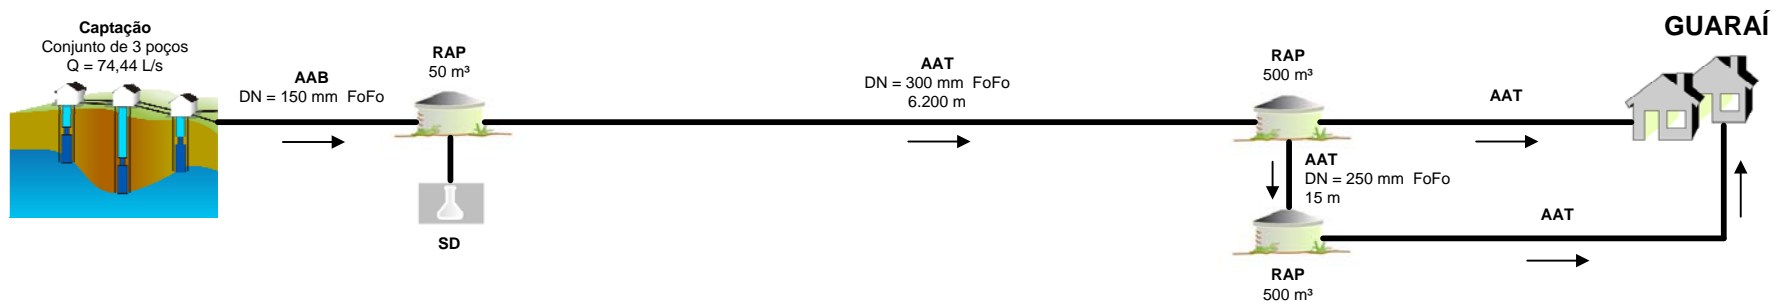 Captação
Conjunto de 3 poços
Q = 74,44 L/s
AAB
DN = 150 mm FoFo
RAP
50 m³
SD
AAT
DN = 300 mm FoFo
6.200 m
RAP
500 m³
AAT
DN = 250 mm FoFo
15 m
RAP
500 m³
AAT
AAT
GUARAÍ